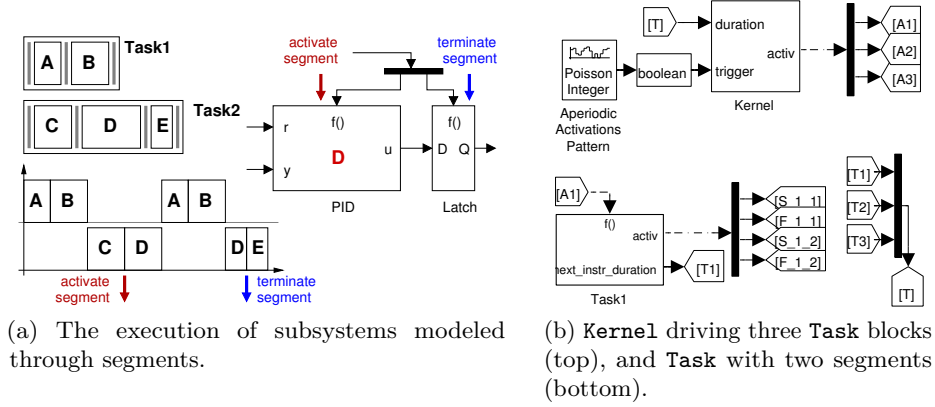 Task1
A B
Task2
C D E
activate
segment
terminate
segment
f()
f()
r
y
D
u
D
Q
PID
Latch
A B
A B
C D
D E
activate
segment
terminate
segment
(a) The execution of subsystems modeled
through segments.
[T]
duration
activ
trigger
Kernel
Poisson
Integer
boolean
Aperiodic
Activations
Pattern
[A1]
[A2]
[A3]
[A1]
f()
activ
next_instr_duration
Task1
[T1]
[S_1_1]
[F_1_1]
[S_1_2]
[F_1_2]
[T1]
[T2]
[T3]
[T]
(b) Kernel driving three Task blocks
(top), and Task with two segments
(bottom).